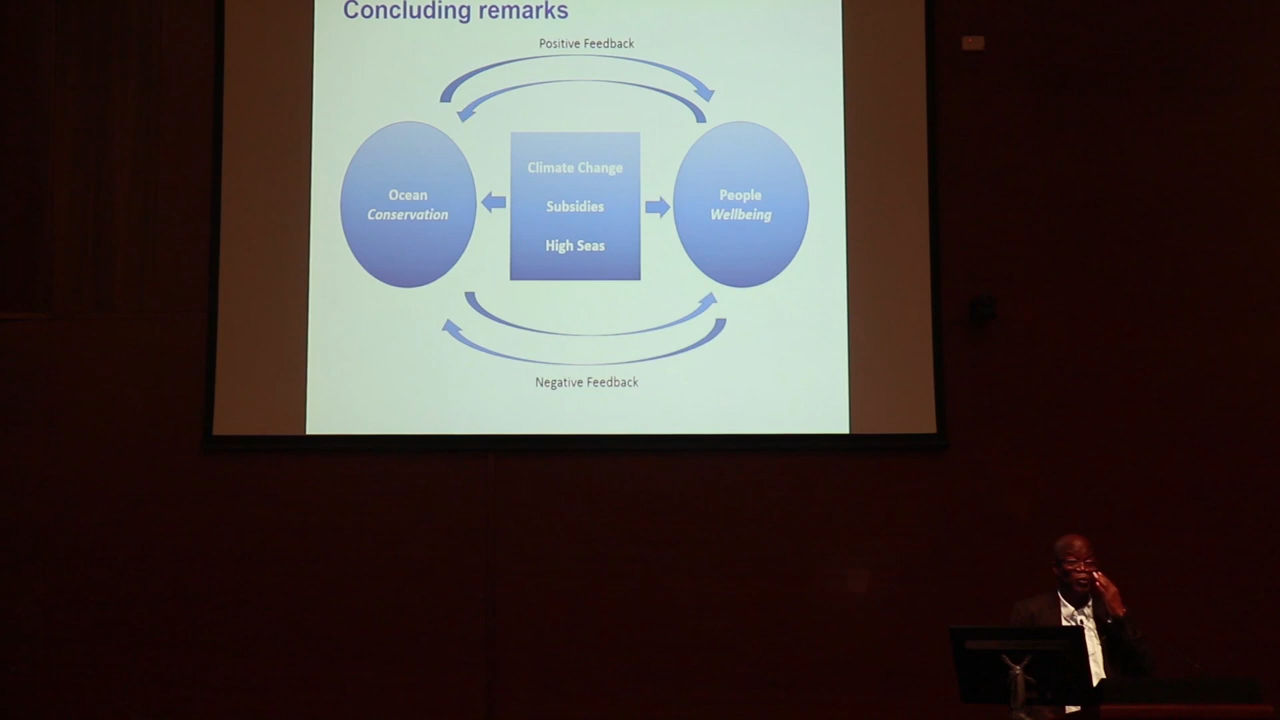 Concluding remarks
Positive Feedback
Ocean
Conservation
Climate Change
Subsidies
High Seas
People
Wellbeing
Negative Feedback